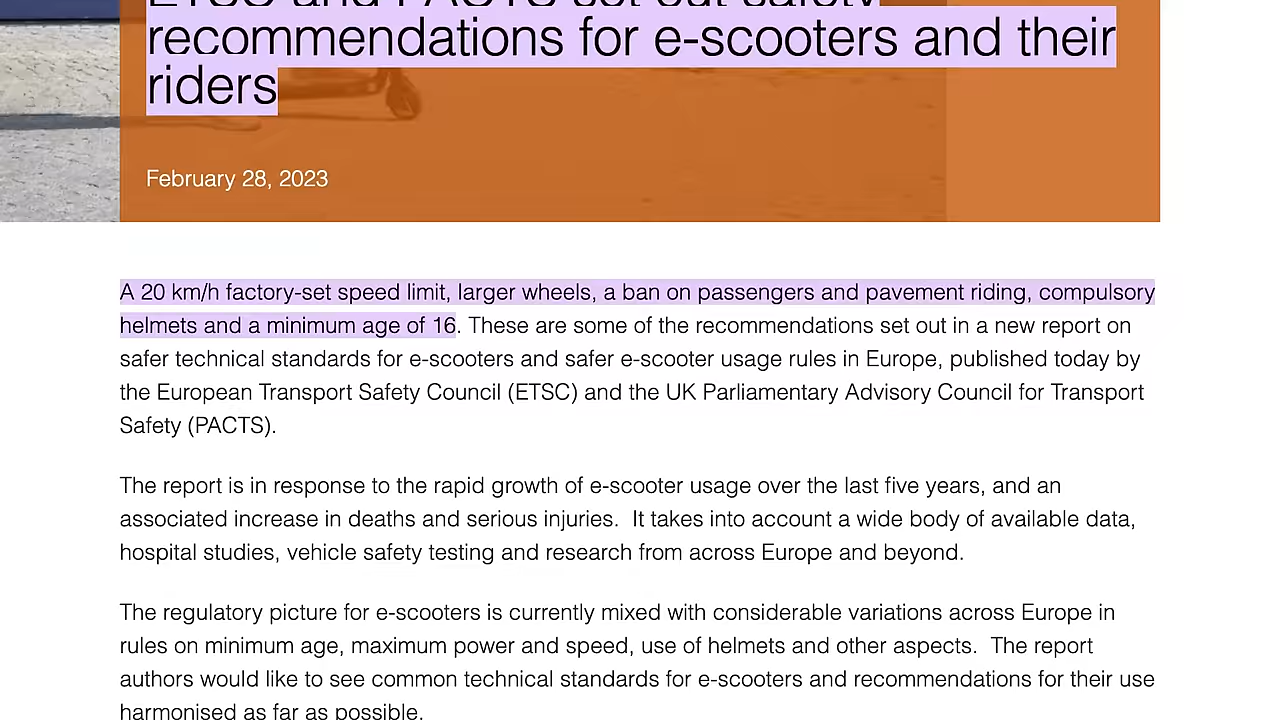 ETSC and PACTS set out safety
recommendations for e-scooters and their
riders
February 28, 2023
A 20 km/h factory-set speed limit, larger wheels, a ban on passengers and pavement riding, compulsory
helmets and a minimum age of 16. These are some of the recommendations set out in a new report on
safer technical standards for e-scooters and safer e-scooter usage rules in Europe, published today by
the European Transport Safety Council (ETSC) and the UK Parliamentary Advisory Council for Transport
Safety (PACTS).
The report is in response to the rapid growth of e-scooter usage over the last five years, and an
associated increase in deaths and serious injuries.  It takes into account a wide body of available data,
hospital studies, vehicle safety testing and research from across Europe and beyond.
The regulatory picture for e-scooters is currently mixed with considerable variations across Europe in
rules on minimum age, maximum power and speed, use of helmets and other aspects.  The report
authors would like to see common technical standards for e-scooters and recommendations for their use
harmonised as far as possible.